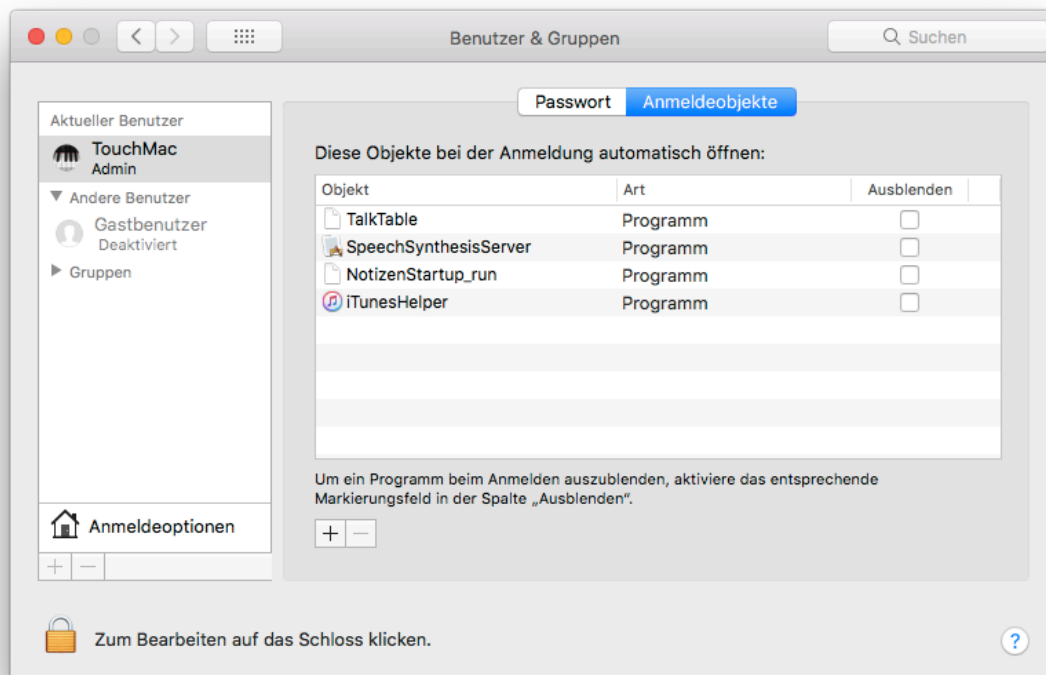 Benutzer & Gruppen
Suchen
Passwort
Anmeldeobjekte
Aktueller Benutzer
TouchMac
Admin
Andere Benutzer
Gastbenutzer
Deaktiviert
Gruppen
Anmeldeoptionen
Diese Objekte bei der Anmeldung automatisch öffnen:
Objekt Art Ausblenden
TalkTable Programm
SpeechSynthesisServer Programm
NotizenStartup_run Programm
iTunesHelper Programm
Um ein Programm beim Anmelden auszublenden, aktiviere das entsprechende
Markierungsfeld in der Spalte „Ausblenden“.
Zum Bearbeiten auf das Schloss klicken.
?